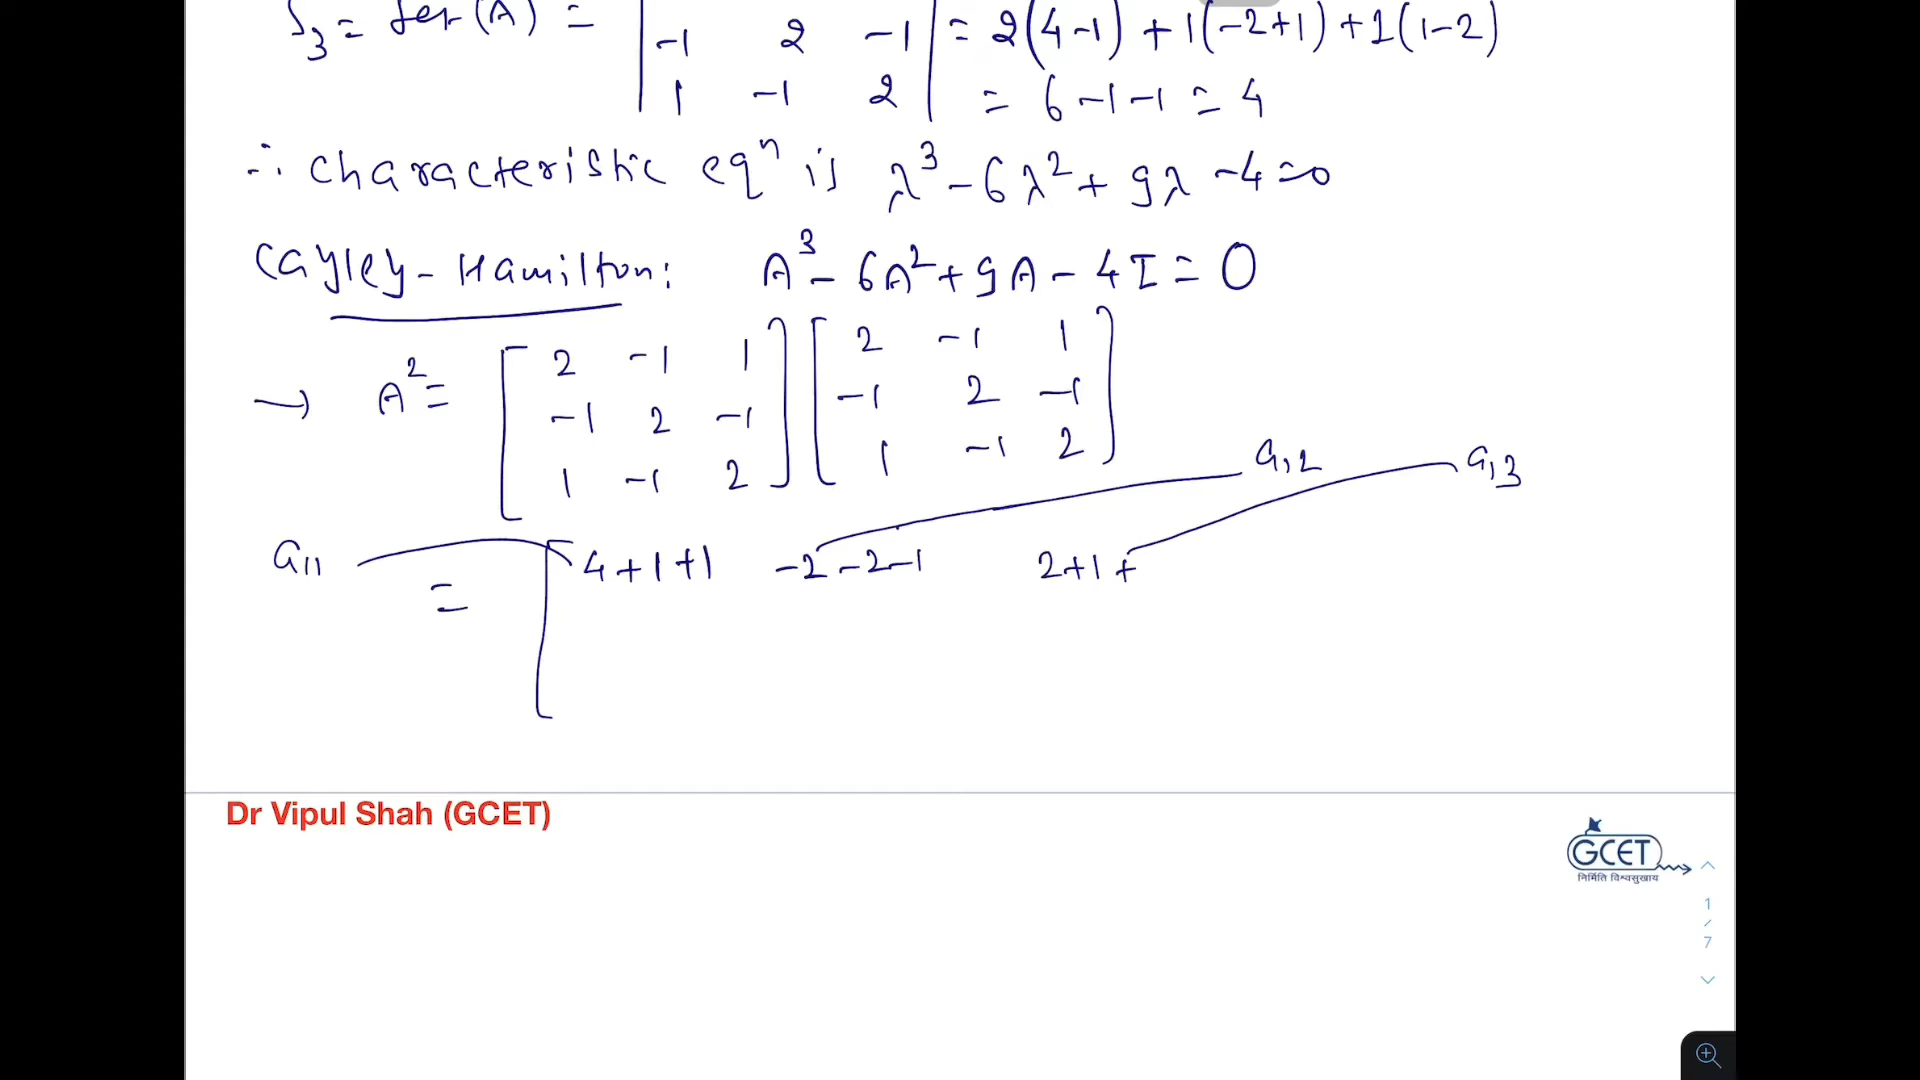 S₃ = det(A) = = 2(4-1) + 1(-2+1) + 1(1-2)
-1 2 -1
1 -1 2 = 6-1-1 = 4
∴ characteristic eqⁿ is λ³ - 6λ² + 9λ - 4 = 0
Cayley-Hamilton: A³ - 6A² + 9A - 4I = 0
→ A² = [2 -1 1; -1 2 -1; 1 -1 2] [2 -1 1; -1 2 -1; 1 -1 2]
a₁₂ a₁₃
a₁₁ = [ 4+1+1 -2-2-1 2+1+
Dr Vipul Shah (GCET)
GCET
निर्मिति विश्वसुखाय
1
/
7